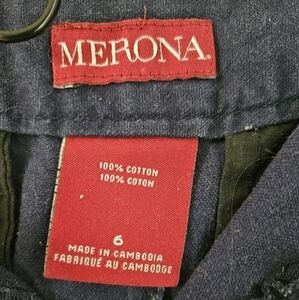 MERONA.
100% COTTON
100% COTON
6
MADE IN CAMBODIA
FABRIQUÉ AU CAMBODGE